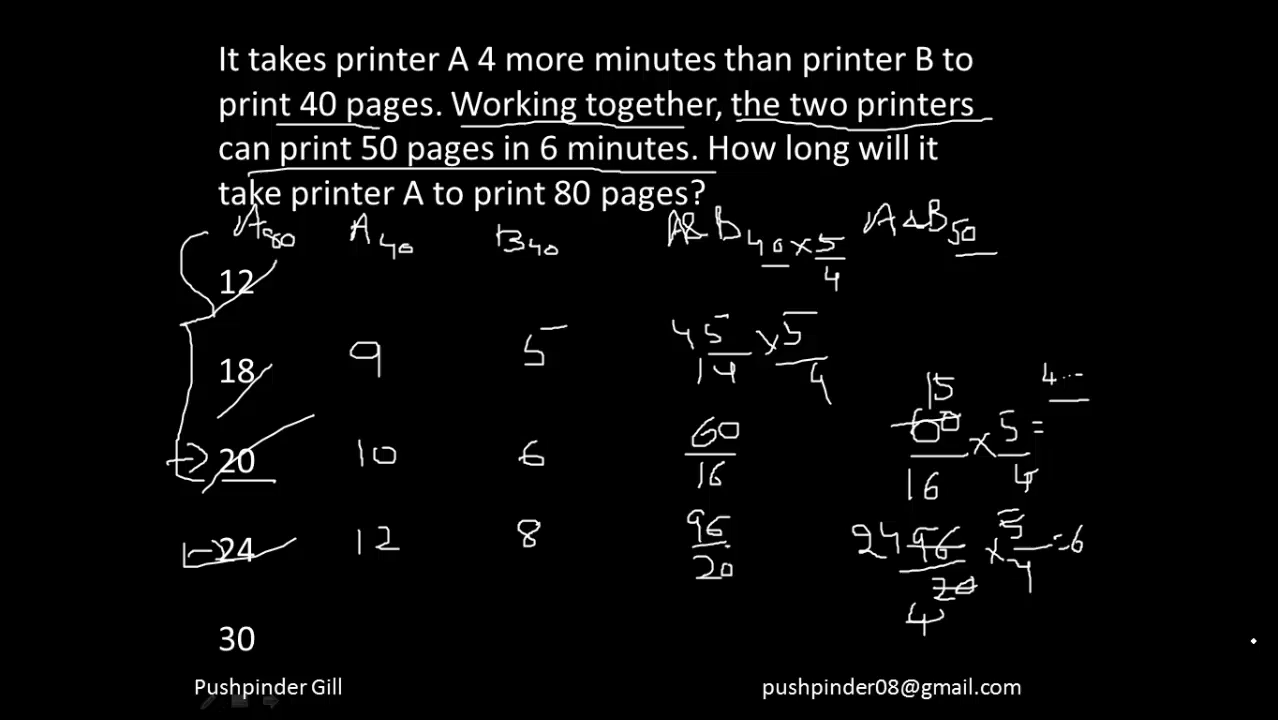 It takes printer A 4 more minutes than printer B to
print 40 pages. Working together, the two printers
can print 50 pages in 6 minutes. How long will it
take printer A to print 80 pages?
A80 A40 B40 A&B40 × 5/4 A&B50
12
18 9 5 45/14 × 5/4
15 4...
20 10 6 60/16 60/16 × 5/4 =
24 12 8 96/20 24 96/20 × 5/4 = 6
4
30
Pushpinder Gill pushpinder08@gmail.com